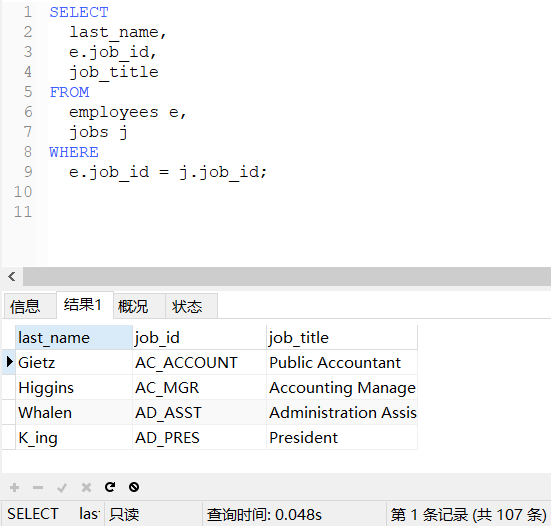 1 SELECT
2 last_name,
3 e.job_id,
4 job_title
5 FROM
6 employees e,
7 jobs j
8 WHERE
9 e.job_id = j.job_id;
10
11
信息 结果1 概况 状态
last_name job_id job_title
Gietz AC_ACCOUNT Public Accountant
Higgins AC_MGR Accounting Manage
Whalen AD_ASST Administration Assis
K_ing AD_PRES President
SELECT las 只读 查询时间: 0.048s 第 1 条记录 (共 107 条)